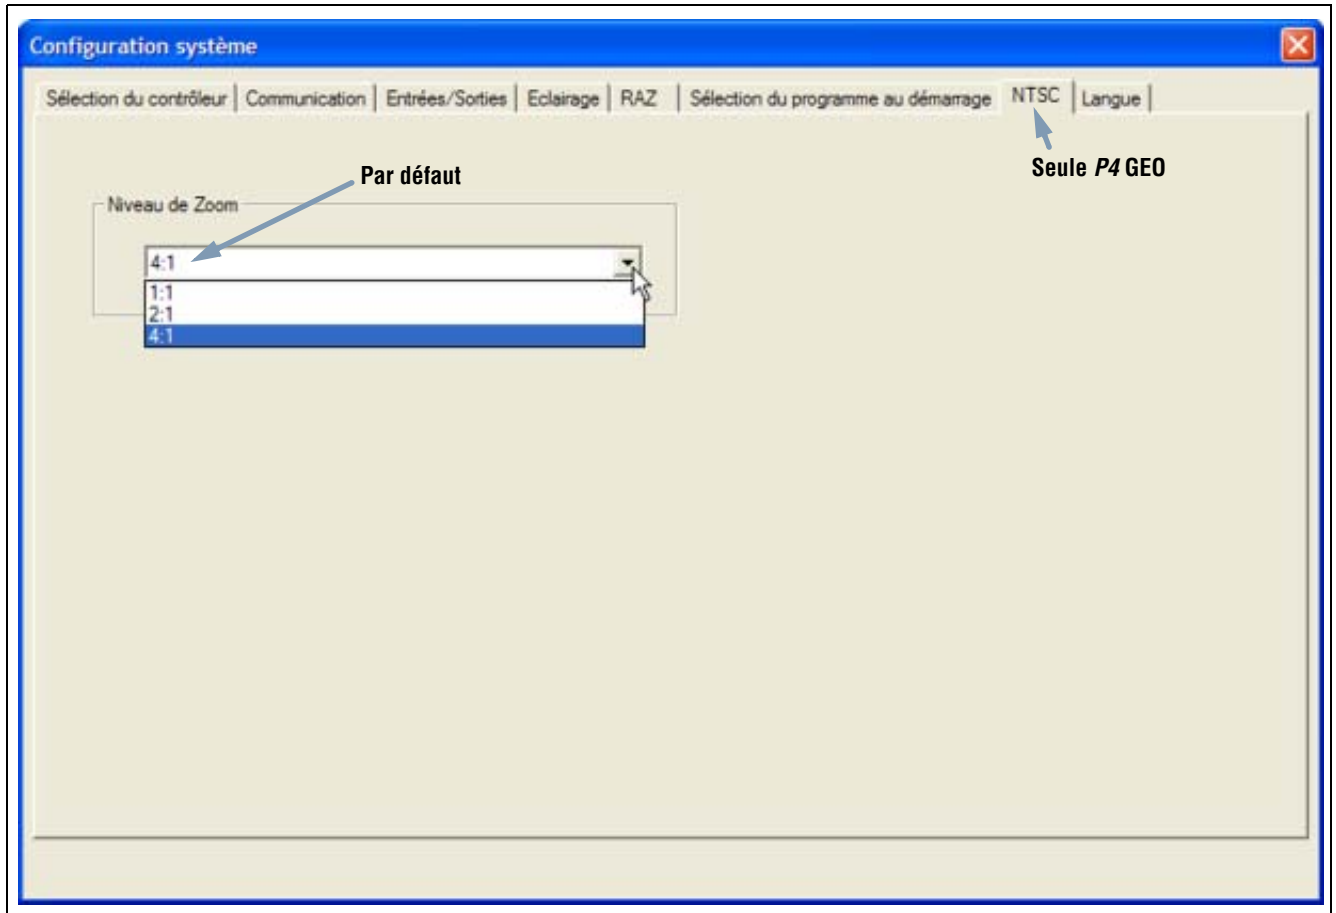 Configuration système
Sélection du contrôleur Communication Entrées/Sorties Eclairage RAZ Sélection du programme au démarrage NTSC Langue
Seule P4 GEO
Par défaut
Niveau de Zoom
4:1
1:1
2:1
4:1